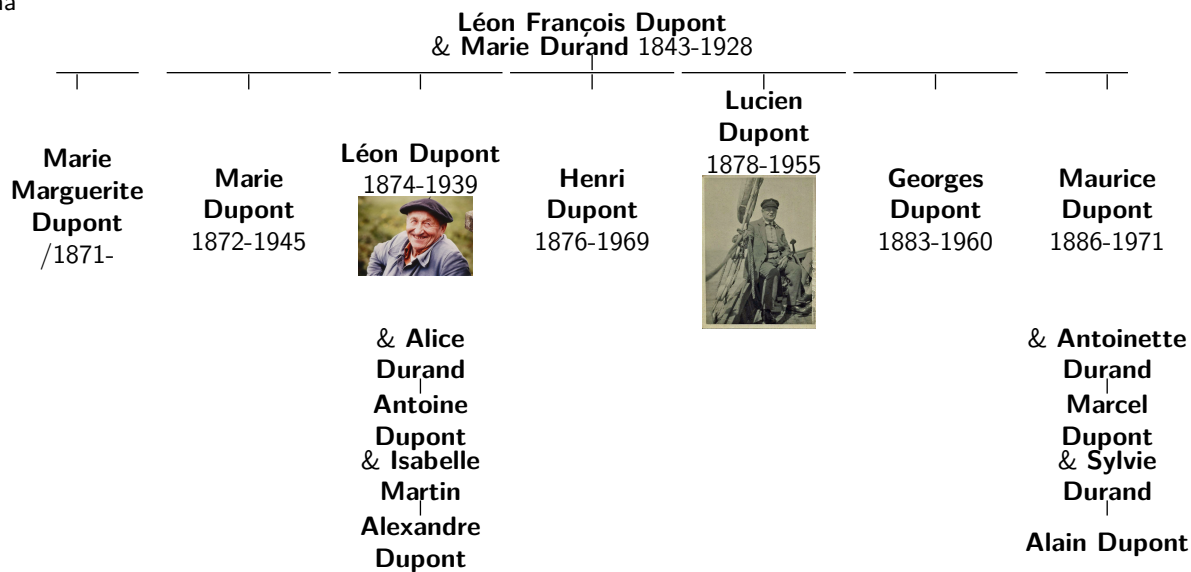 na
Léon François Dupont
& Marie Durand 1843-1928
Marie
Marguerite
Dupont
/1871-
Marie
Dupont
1872-1945
Léon Dupont
1874-1939
Henri
Dupont
1876-1969
Lucien
Dupont
1878-1955
Georges
Dupont
1883-1960
Maurice
Dupont
1886-1971
& Alice
Durand
Antoine
Dupont
& Isabelle
Martin
Alexandre
Dupont
& Antoinette
Durand
Marcel
Dupont
& Sylvie
Durand
Alain Dupont